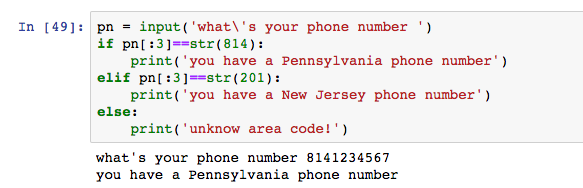 In [49]: pn = input('what\'s your phone number ')
if pn[:3]==str(814):
    print('you have a Pennsylvania phone number')
elif pn[:3]==str(201):
    print('you have a New Jersey phone number')
else:
    print('unknow area code!')
what's your phone number 8141234567
you have a Pennsylvania phone number